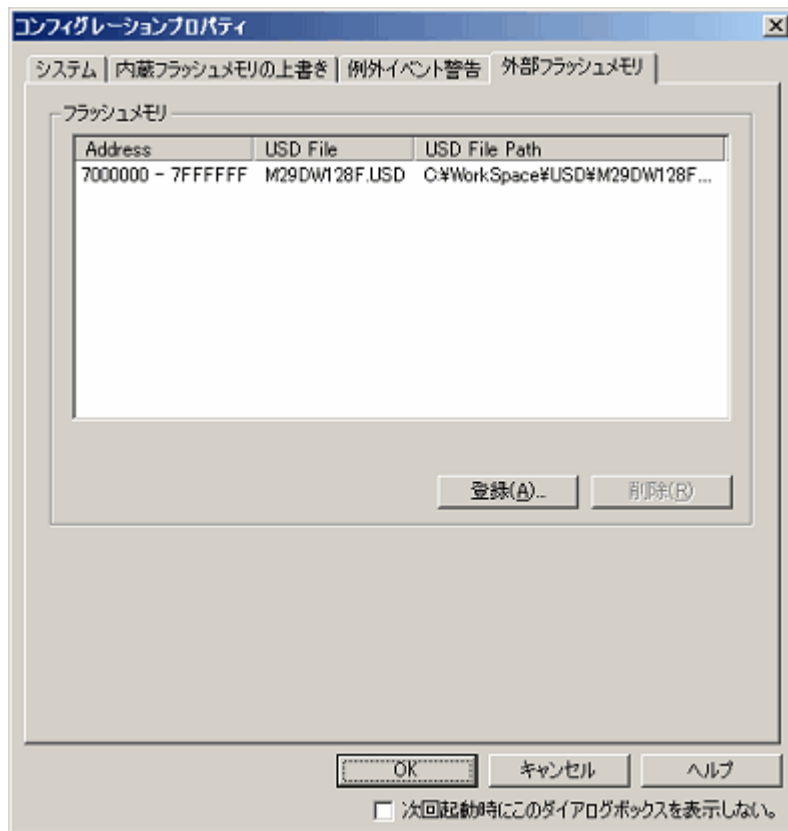 コンフィグレーションプロパティ
システム 内蔵フラッシュメモリの上書き 例外イベント警告 外部フラッシュメモリ
フラッシュメモリ
Address USD File USD File Path
7000000 - 7FFFFFF M29DW128F.USD C:¥WorkSpace¥USD¥M29DW128F...
登録(A)... 削除(R)
OK キャンセル ヘルプ
次回起動時にこのダイアログボックスを表示しない。